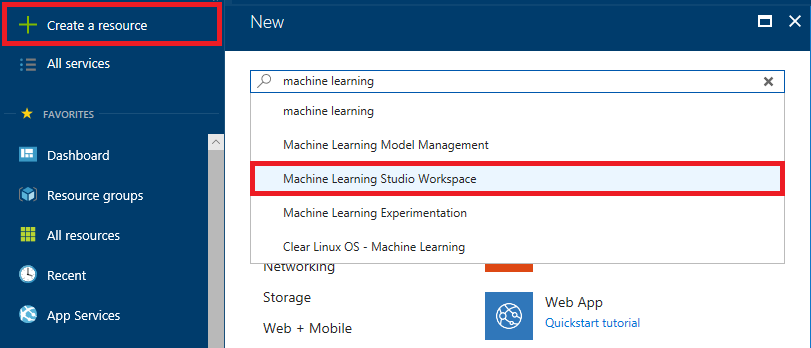 Create a resource
All services
FAVORITES
Dashboard
Resource groups
All resources
Recent
App Services
New
machine learning
machine learning
Machine Learning Model Management
Machine Learning Studio Workspace
Machine Learning Experimentation
Clear Linux OS - Machine Learning
Networking
Storage
Web + Mobile
Web App
Quickstart tutorial